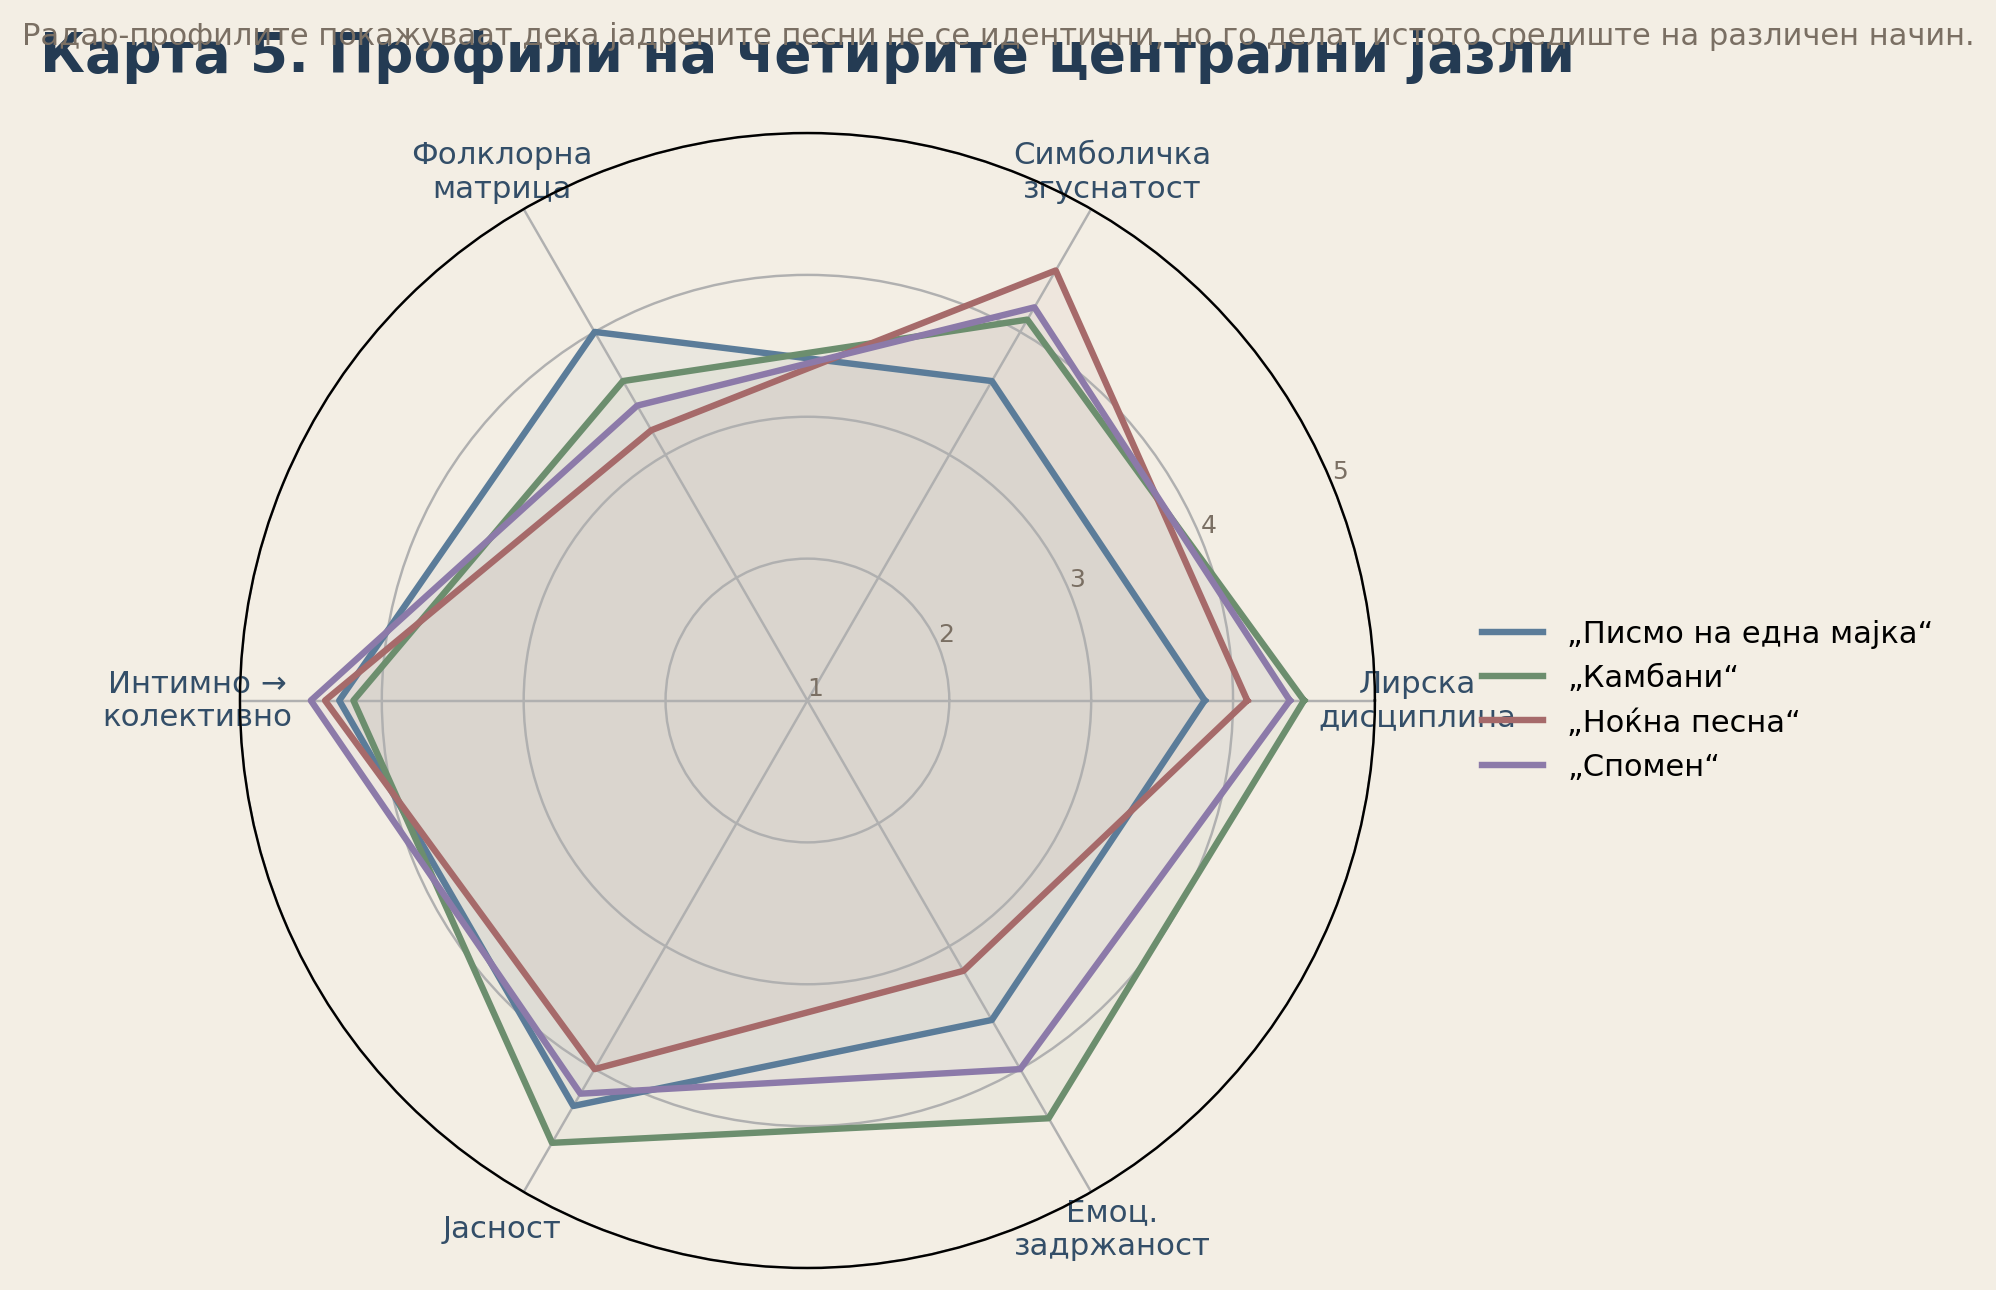 Радар-профилите покажуваат дека јадрените песни не се идентични, но го делат истото средиште на различен начин.
Карта 5. Профили на четирите централни јазли
Фолклорна
матрица
Симболичка
згуснатост
5
4
3
2
1
Интимно →
колективно
Лирска
дисциплина
„Писмо на една мајка“
„Камбани“
„Ноќна песна“
„Спомен“
Јасност
Емоц.
задржаност